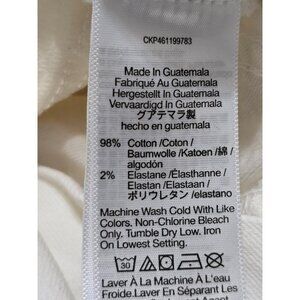 CKP461199783
Made In Guatemala
Fabriqué Au Guatemala
Hergestellt In Guatemala
Vervaardigd In Guatemala
グアテマラ製
hecho en guatemala
98% Cotton /Coton /
Baumwolle /Katoen /綿 /
algodón
2% Elastane /Élasthanne /
Elastan /Elastaan /
ポリウレタン /elastano
Machine Wash Cold With Like
Colors. Non-Chlorine Bleach
Only. Tumble Dry Low. Iron
On Lowest Setting.
30
Laver À La Machine À L'eau
Froide.Laver En Séparant Les